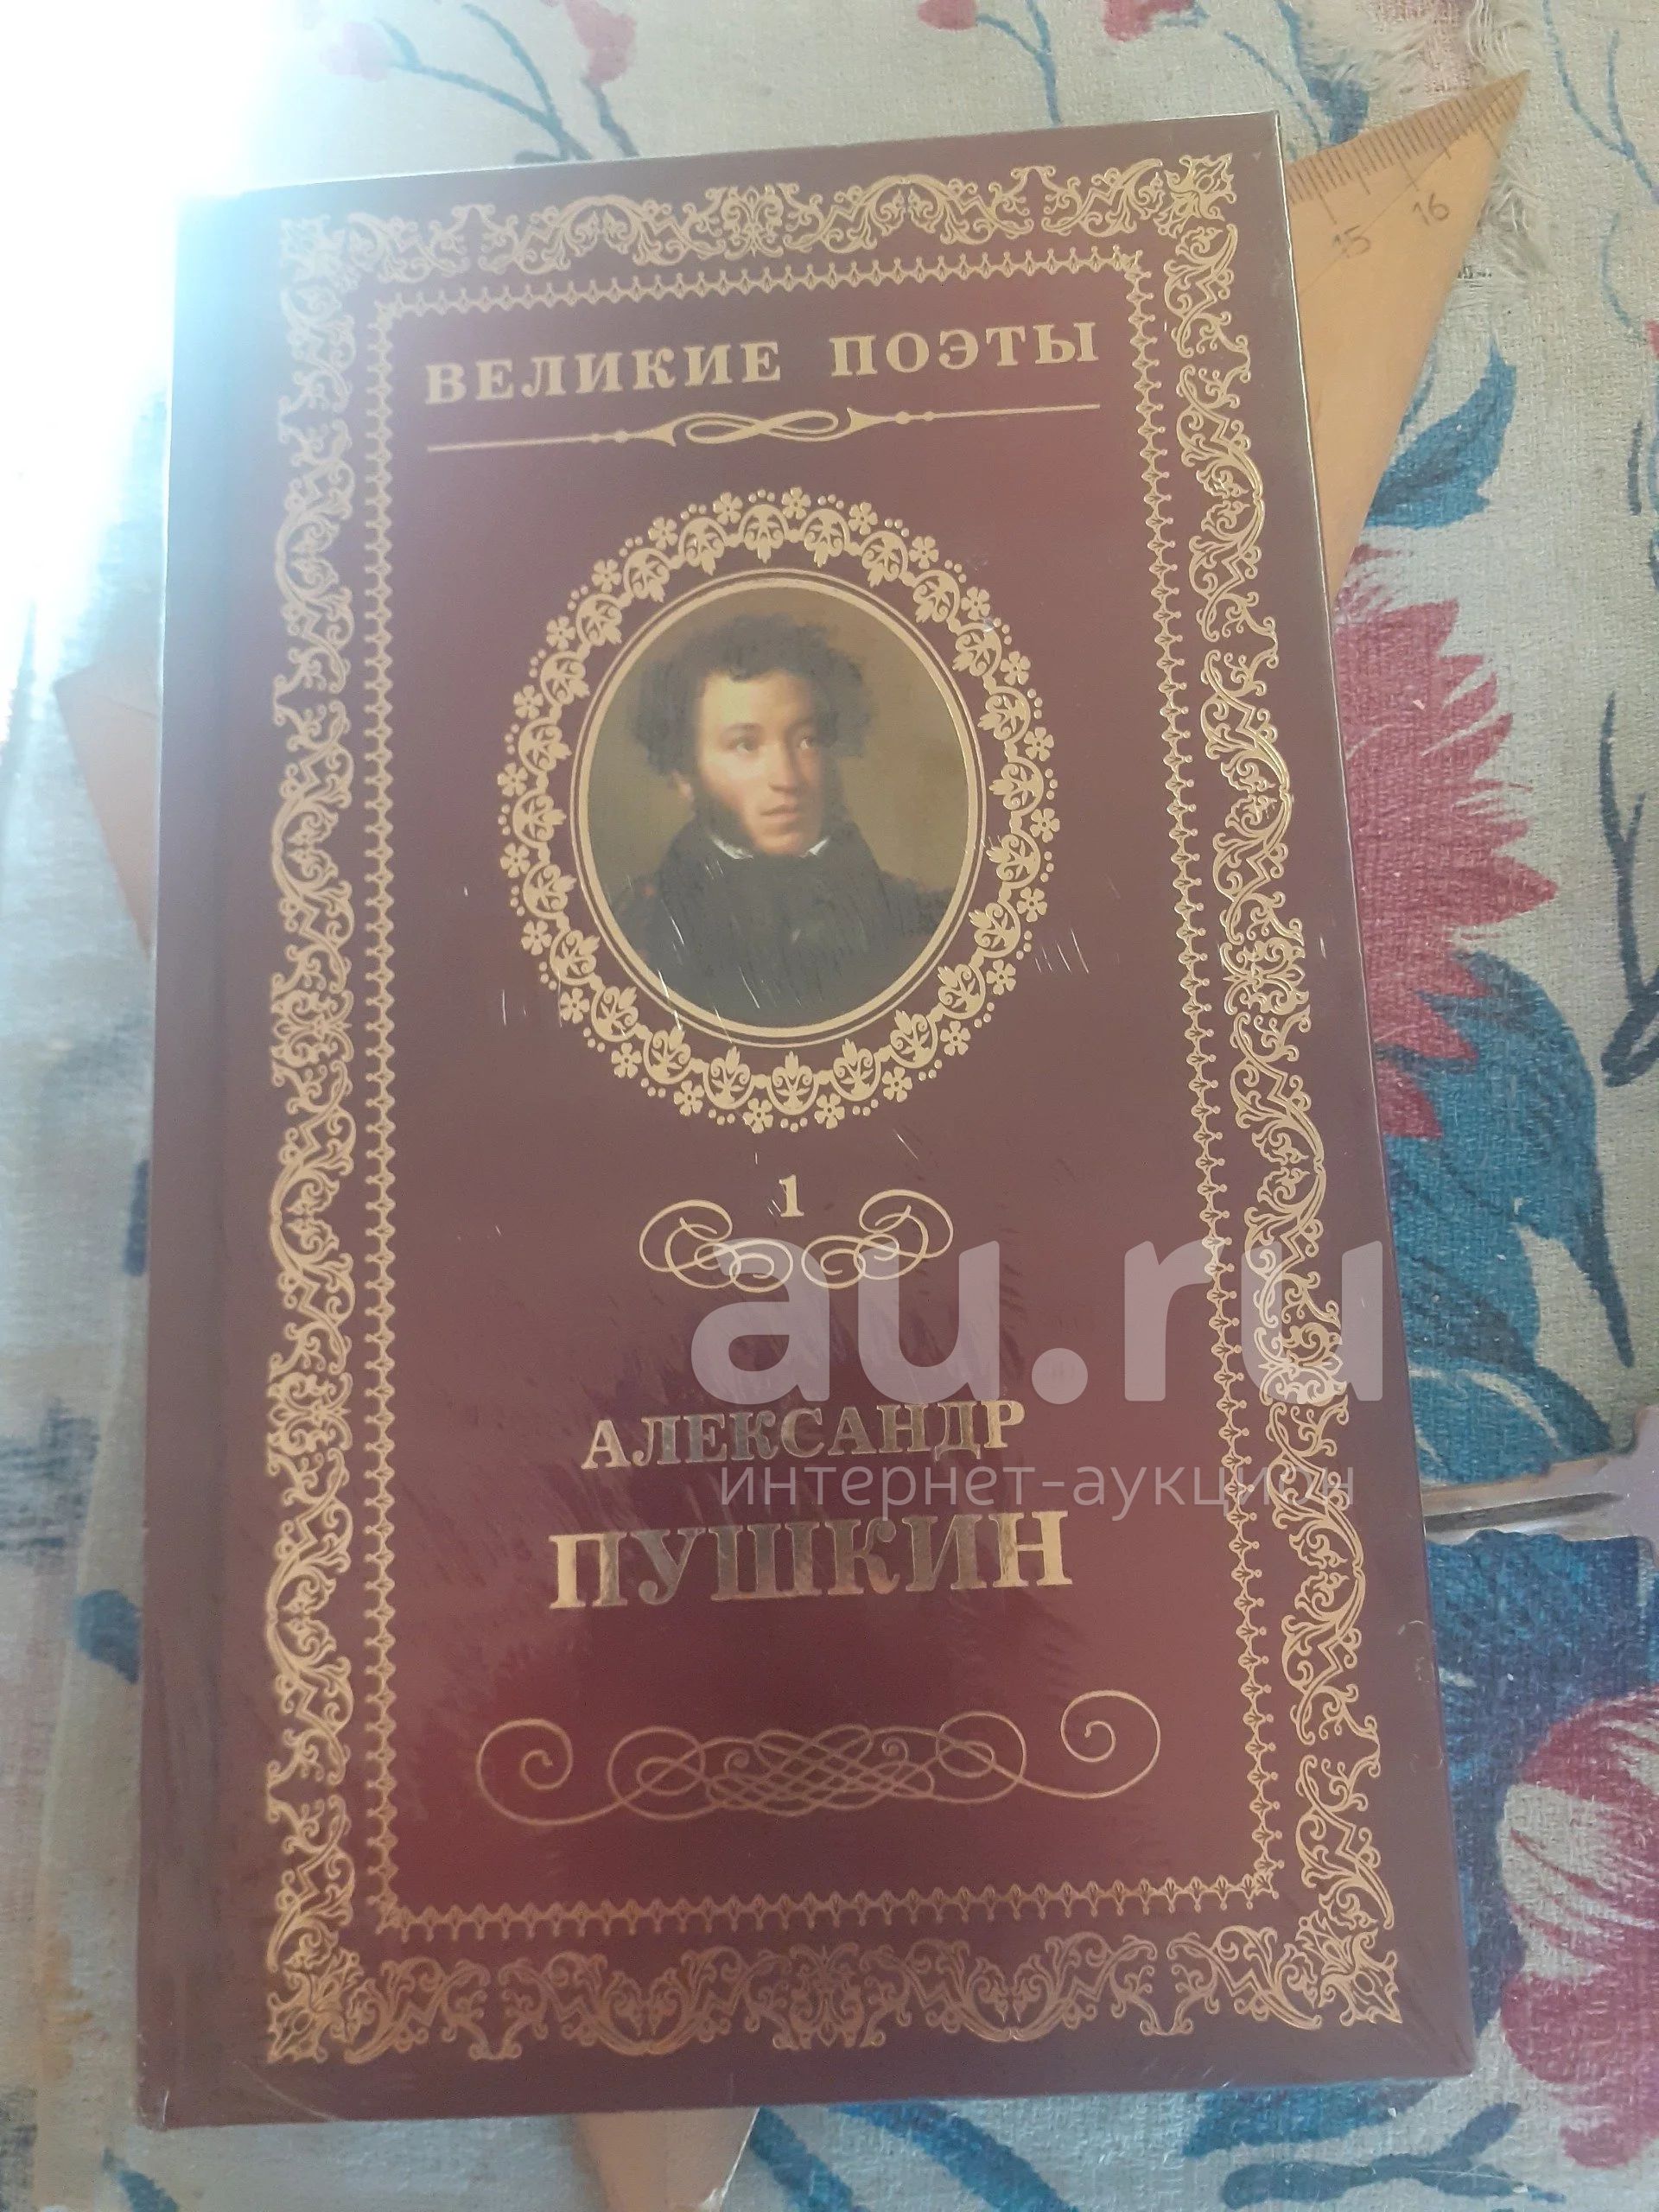 15 16
ВЕЛИКИЕ ПОЭТЫ
1
au.ru
АЛЕКСАНДР
интернет-аукцион
ПУШКИН